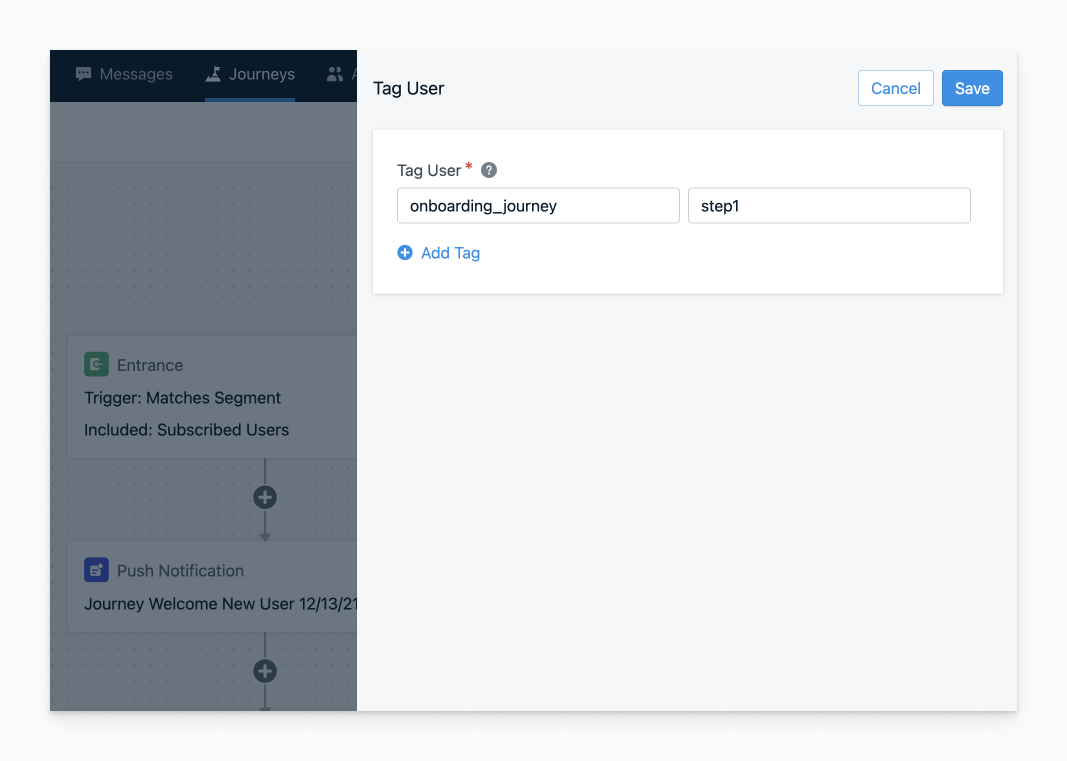 Messages
Journeys
Tag User
Cancel
Save
Tag User *
onboarding_journey
step1
Add Tag
Entrance
Trigger: Matches Segment
Included: Subscribed Users
Push Notification
Journey Welcome New User 12/13/21